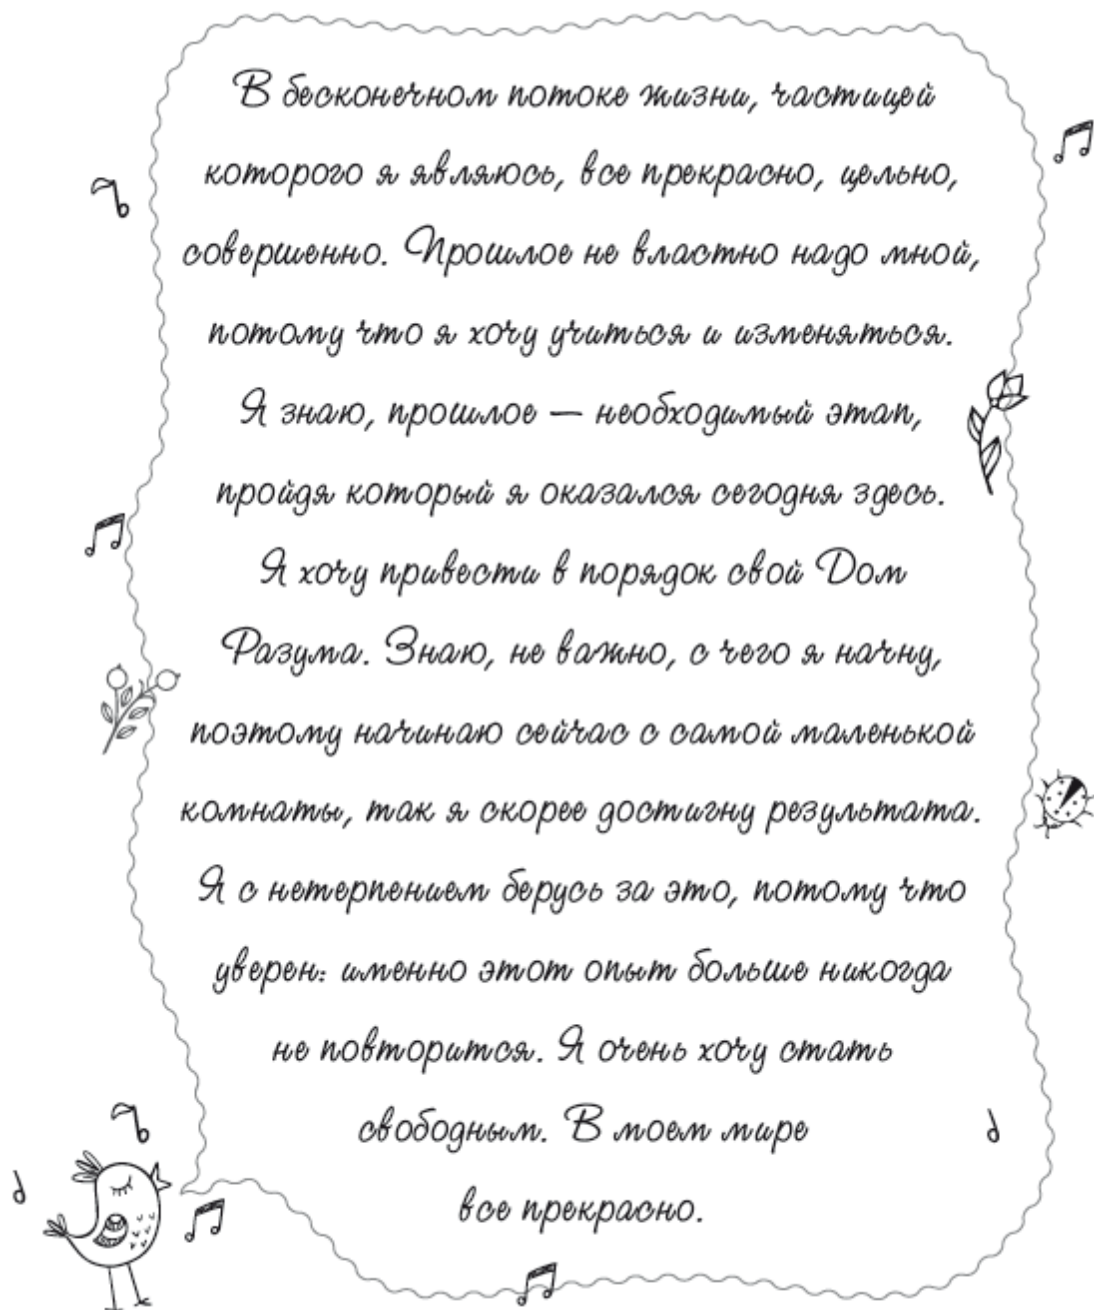 В бесконечном потоке жизни, частицей
которого я являюсь, все прекрасно, цельно,
совершенно. Прошлое не властно надо мной,
потому что я хочу учиться и изменяться.
Я знаю, прошлое — необходимый этап,
пройдя который я оказался сегодня здесь.
Я хочу привести в порядок свой Дом
Разума. Знаю, не важно, с чего я начну,
поэтому начинаю сейчас с самой маленькой
комнаты, так я скорее достигну результата.
Я с нетерпением берусь за это, потому что
уверен: именно этот опыт больше никогда
не повторится. Я очень хочу стать
свободным. В моем мире
все прекрасно.